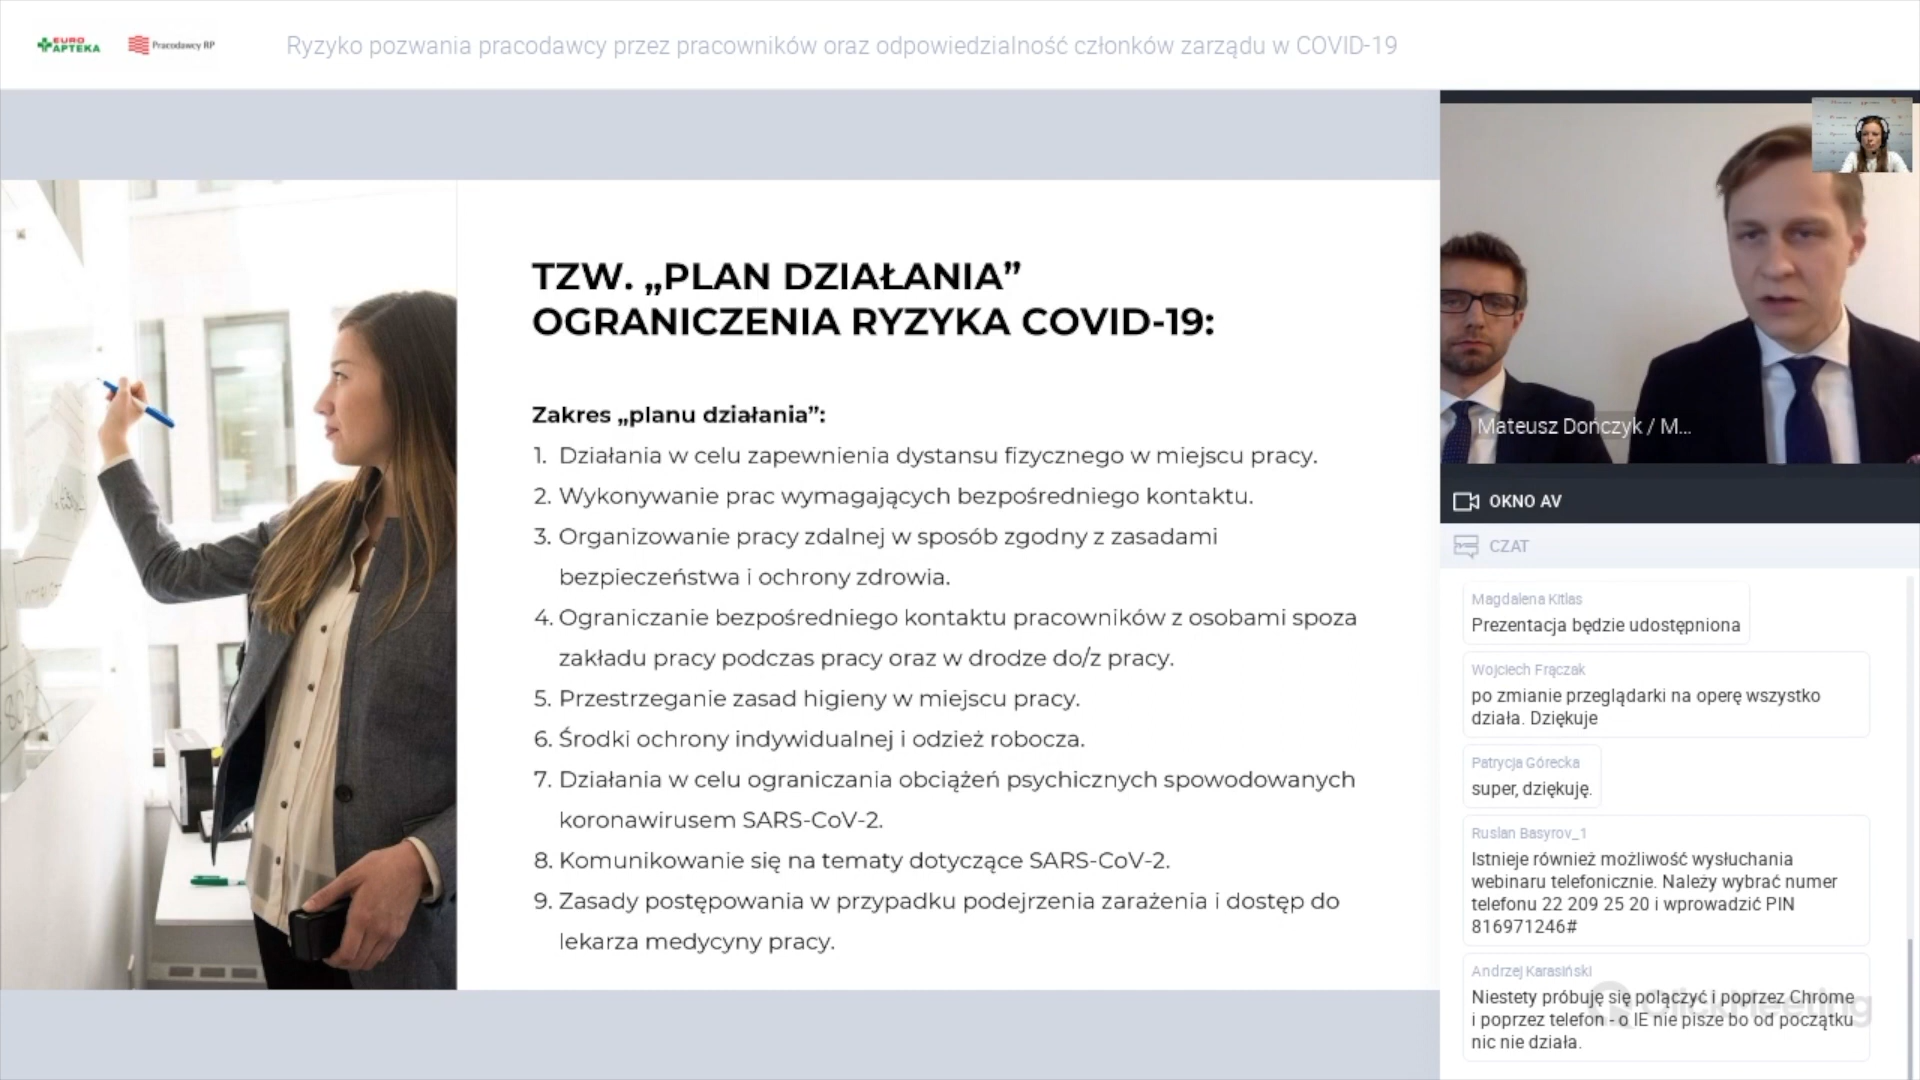 EURO
APTEKA
Pracodawcy RP
Ryzyko pozwania pracodawcy przez pracowników oraz odpowiedzialność członków zarządu w COVID-19
TZW. „PLAN DZIAŁANIA”
OGRANICZENIA RYZYKA COVID-19:
Zakres „planu działania”:
1. Działania w celu zapewnienia dystansu fizycznego w miejscu pracy.
2. Wykonywanie prac wymagających bezpośredniego kontaktu.
3. Organizowanie pracy zdalnej w sposób zgodny z zasadami
bezpieczeństwa i ochrony zdrowia.
4. Ograniczanie bezpośredniego kontaktu pracowników z osobami spoza
zakładu pracy podczas pracy oraz w drodze do/z pracy.
5. Przestrzeganie zasad higieny w miejscu pracy.
6. Środki ochrony indywidualnej i odzież robocza.
7. Działania w celu ograniczania obciążeń psychicznych spowodowanych
koronawirusem SARS-CoV-2.
8. Komunikowanie się na tematy dotyczące SARS-CoV-2.
9. Zasady postępowania w przypadku podejrzenia zarażenia i dostęp do
lekarza medycyny pracy.
Mateusz Dończyk / M...
OKNO AV
CZAT
Magdalena Kitlas
Prezentacja będzie udostępniona
Wojciech Frączak
po zmianie przeglądarki na operę wszystko
działa. Dziękuje
Patrycja Górecka
super, dziękuję.
Ruslan Basyrov_1
Istnieje również możliwość wysłuchania
webinaru telefonicznie. Należy wybrać numer
telefonu 22 209 25 20 i wprowadzić PIN
816971246#
Andrzej Karasiński
Niestety próbuję się połączyć i poprzez Chrome
i poprzez telefon - o IE nie pisze bo od początku
nic nie działa.
ClickMeeting